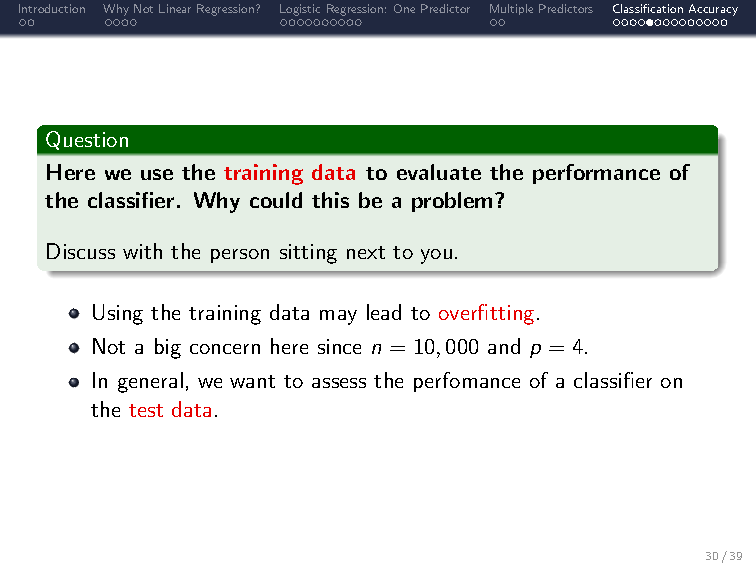 Introduction Why Not Linear Regression? Logistic Regression: One Predictor Multiple Predictors Classification Accuracy
Question
Here we use the training data to evaluate the performance of
the classifier. Why could this be a problem?
Discuss with the person sitting next to you.
Using the training data may lead to overfitting.
Not a big concern here since n = 10,000 and p = 4.
In general, we want to assess the perfomance of a classifier on
the test data.
30 / 39